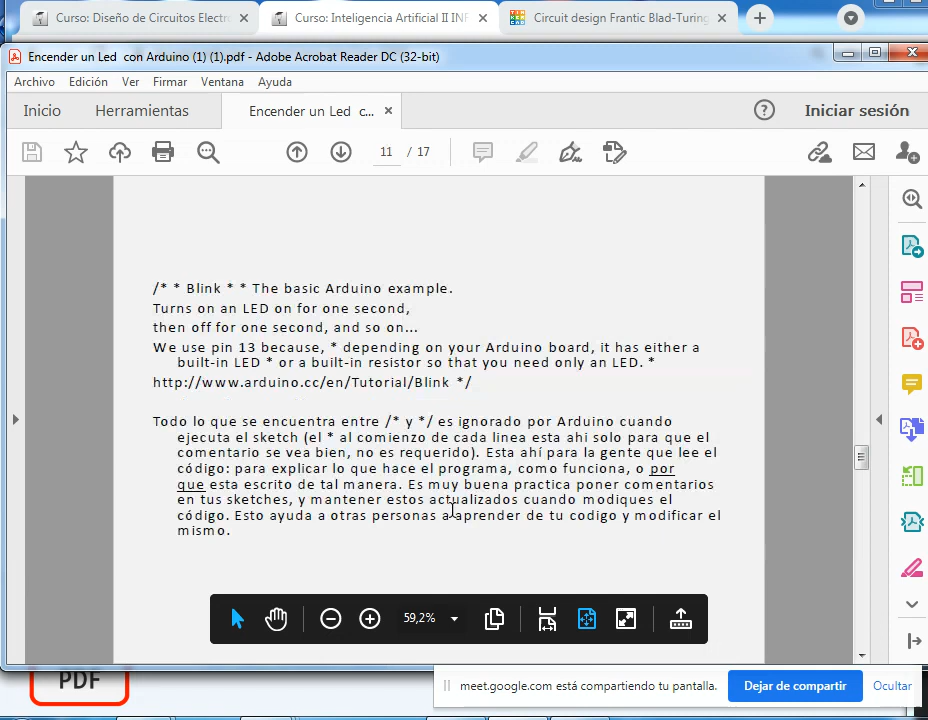 Curso: Diseño de Circuitos Electr
Curso: Inteligencia Artificial II INF
Circuit design Frantic Blad-Turing
Encender un Led con Arduino (1) (1).pdf - Adobe Acrobat Reader DC (32-bit)
Archivo Edición Ver Firmar Ventana Ayuda
Inicio Herramientas Encender un Led c... Iniciar sesión
11 / 17
/* * Blink * * The basic Arduino example.
Turns on an LED on for one second,
then off for one second, and so on...
We use pin 13 because, * depending on your Arduino board, it has either a
built-in LED * or a built-in resistor so that you need only an LED. *
http://www.arduino.cc/en/Tutorial/Blink */
Todo lo que se encuentra entre /* y */ es ignorado por Arduino cuando
ejecuta el sketch (el * al comienzo de cada linea esta ahi solo para que el
comentario se vea bien, no es requerido). Esta ahí para la gente que lee el
código: para explicar lo que hace el programa, como funciona, o por
que esta escrito de tal manera. Es muy buena practica poner comentarios
en tus sketches, y mantener estos actualizados cuando modiques el
código. Esto ayuda a otras personas a aprender de tu codigo y modificar el
mismo.
59,2%
PDF
meet.google.com está compartiendo tu pantalla. Dejar de compartir Ocultar